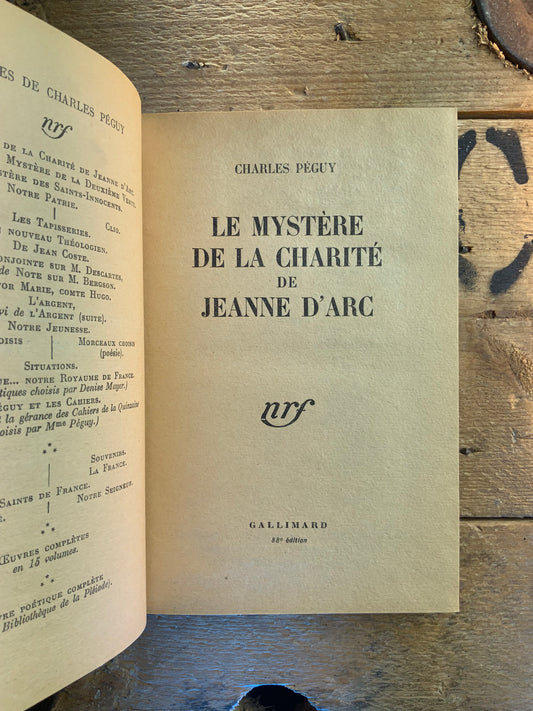 ES DE CHARLES PÉGUY
nrf
DE LA CHARITÉ DE JEANNE D'ARC.
MYSTÈRE DE LA DEUXIÈME VERTU.
STÈRE DES SAINTS-INNOCENTS.
NOTRE PATRIE.
CLIO.
LES TAPISSERIES.
NOUVEAU THÉOLOGIEN.
DE JEAN COSTE.
CONJOINTE SUR M. DESCARTES,
de NOTE SUR M. BERGSON.
TOR MARIE, COMTE HUGO.
L'ARGENT,
vi de L'ARGENT (SUITE).
NOTRE JEUNESSE.
OISIS
MORCEAUX CHOISIS
(poésie).
SITUATIONS.
UE... NOTRE ROYAUME DE FRANCE.
tiques choisis par Denise Mayer.)
ÉGUY ET LES CAHIERS.
la gérance des Cahiers de la Quinzaine
oisis par Mme Péguy.)
SOUVENIRS.
LA FRANCE.
SAINTS DE FRANCE.
NOTRE SEIGNEUR.
ŒUVRES COMPLÈTES
en 15 volumes.
VRE POÉTIQUE COMPLÈTE
Bibliothèque de la Pléiade).
CHARLES PÉGUY
LE MYSTÈRE
DE LA CHARITÉ
DE
JEANNE D'ARC
nrf
GALLIMARD
88e édition